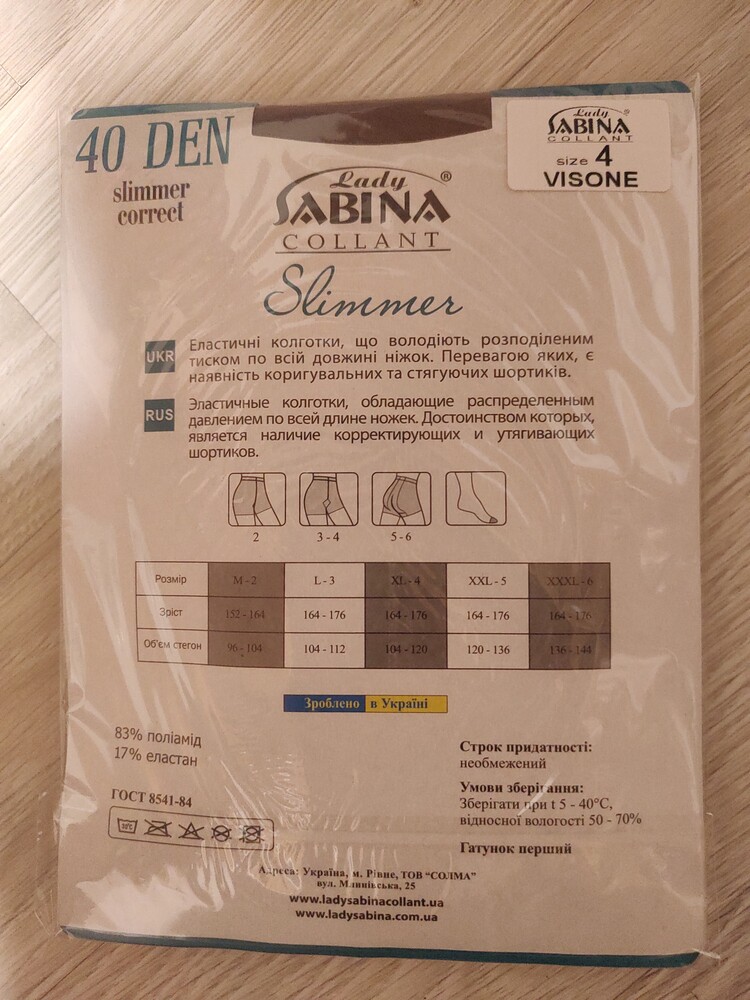 40 DEN
slimmer
correct
Lady
SABINA®
COLLANT
Slimmer
Lady
SABINA®
COLLANT
size 4
VISONE
UKR
Еластичні колготки, що володіють розподіленим
тиском по всій довжині ніжок. Перевагою яких, є
наявність коригувальних та стягуючих шортиків.
RUS
Эластичные колготки, обладающие распределенным
давлением по всей длине ножек. Достоинством которых,
является наличие корректирующих и утягивающих
шортиков.
2 3 - 4 5 - 6
Розмір M - 2 L - 3 XL - 4 XXL - 5 XXXL - 6
Зріст 152 - 164 164 - 176 164 - 176 164 - 176 164 - 176
Об'єм стегон 96 - 104 104 - 112 104 - 120 120 - 136 136 - 144
Зроблено в Україні
83% поліамід
17% еластан
ГОСТ 8541-84
30°C
Строк придатності:
необмежений
Умови зберігання:
Зберігати при t 5 - 40°C,
відносної вологості 50 - 70%
Гатунок перший
Адреса: Україна, м. Рівне, ТОВ "СОЛМА"
вул. Млинівська, 25
www.ladysabinacollant.ua
www.ladysabina.com.ua